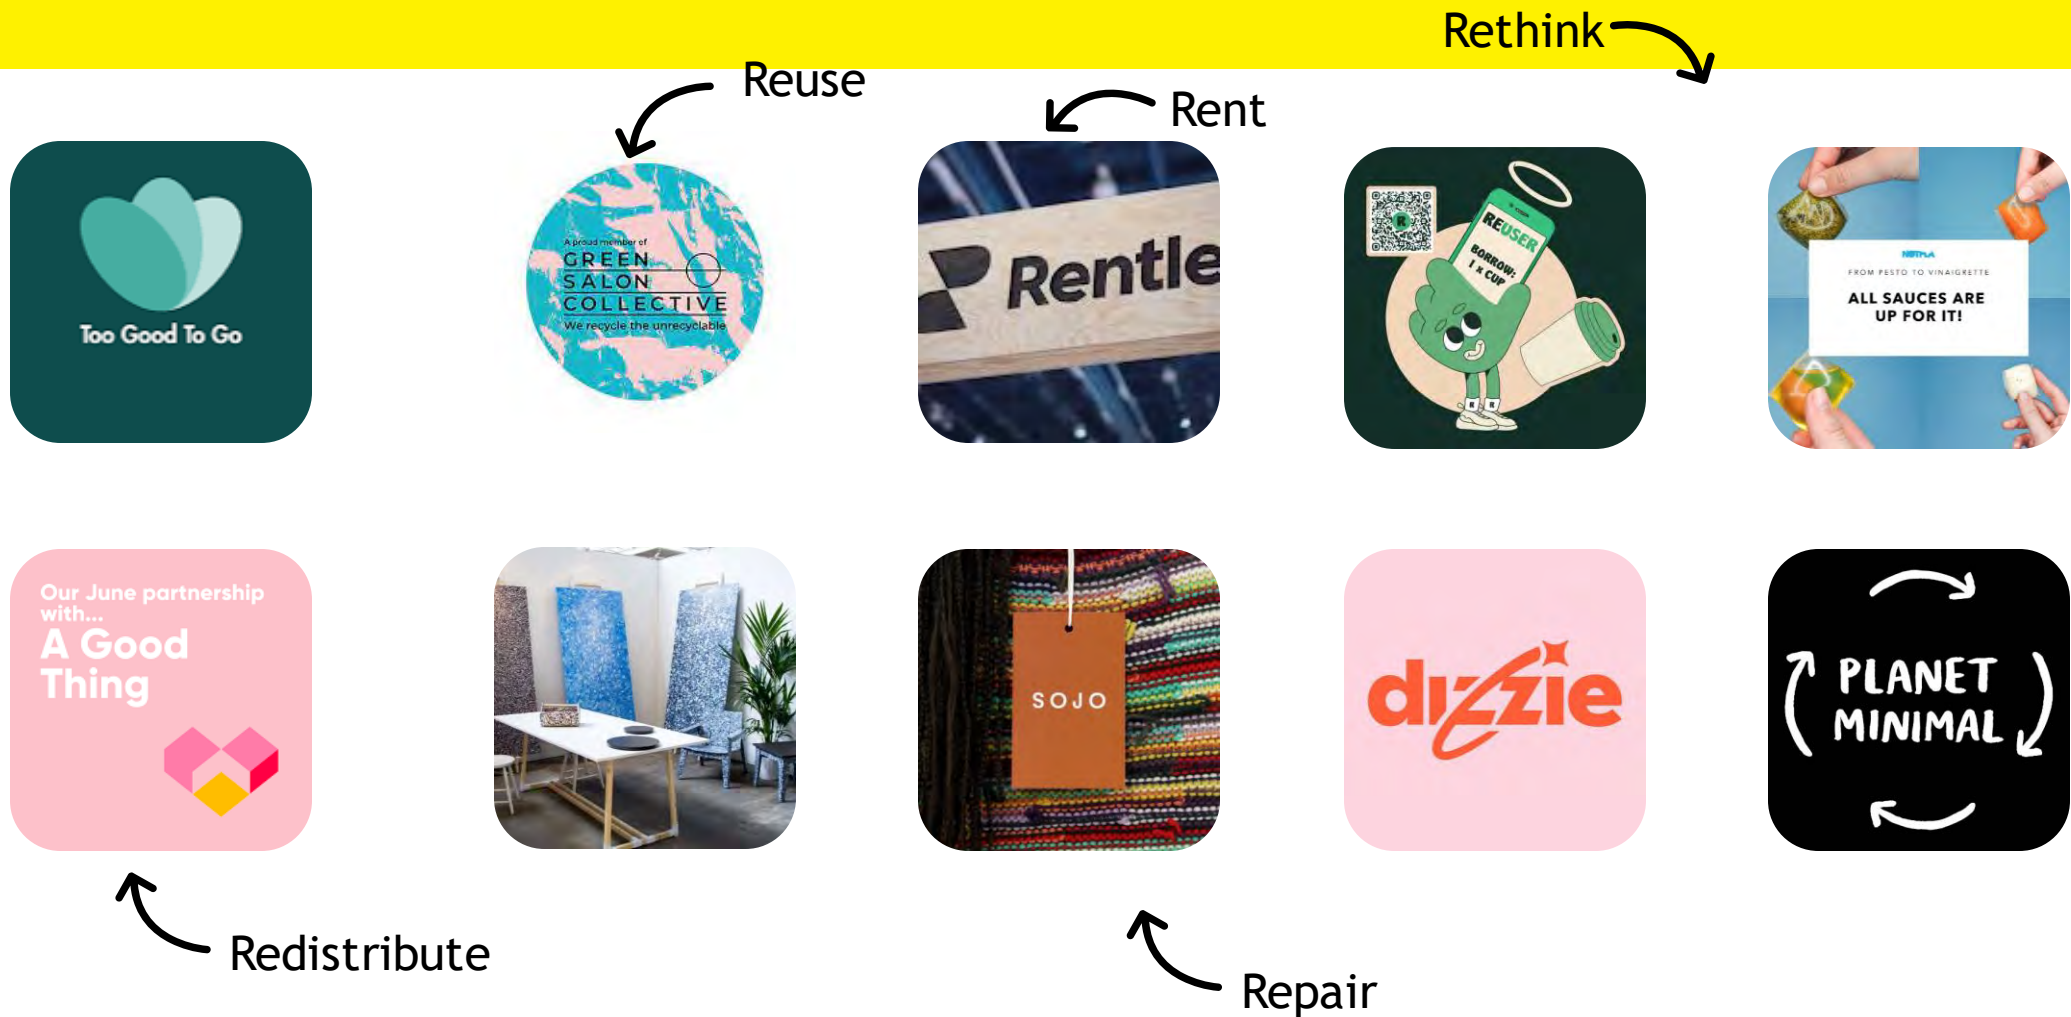 Rethink
Reuse
Rent
Too Good To Go
A proud member of
GREEN
SALON
COLLECTIVE
We recycle the unrecyclable
Rentle
REUSER
BORROW:
1 x CUP
NOTPLA
FROM PESTO TO VINAIGRETTE
ALL SAUCES ARE
UP FOR IT!
Our June partnership
with...
A Good
Thing
SOJO
dizzie
PLANET
MINIMAL
Redistribute
Repair